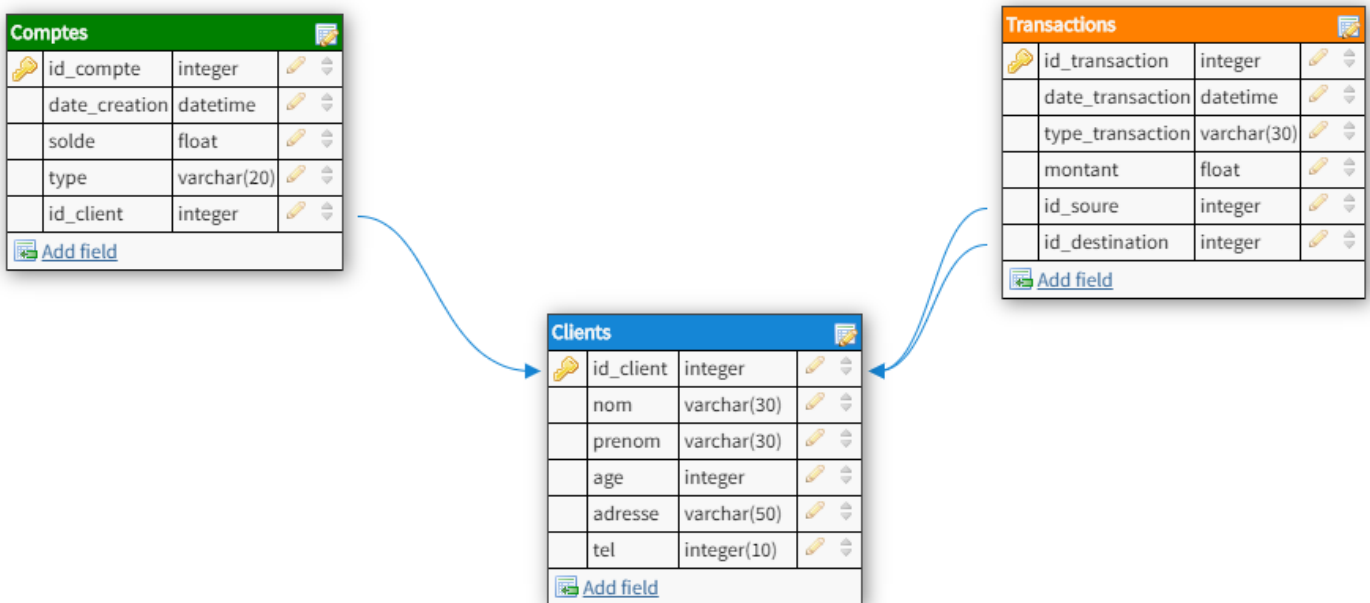 Comptes
id_compte integer
date_creation datetime
solde float
type varchar(20)
id_client integer
Add field
Transactions
id_transaction integer
date_transaction datetime
type_transaction varchar(30)
montant float
id_soure integer
id_destination integer
Add field
Clients
id_client integer
nom varchar(30)
prenom varchar(30)
age integer
adresse varchar(50)
tel integer(10)
Add field